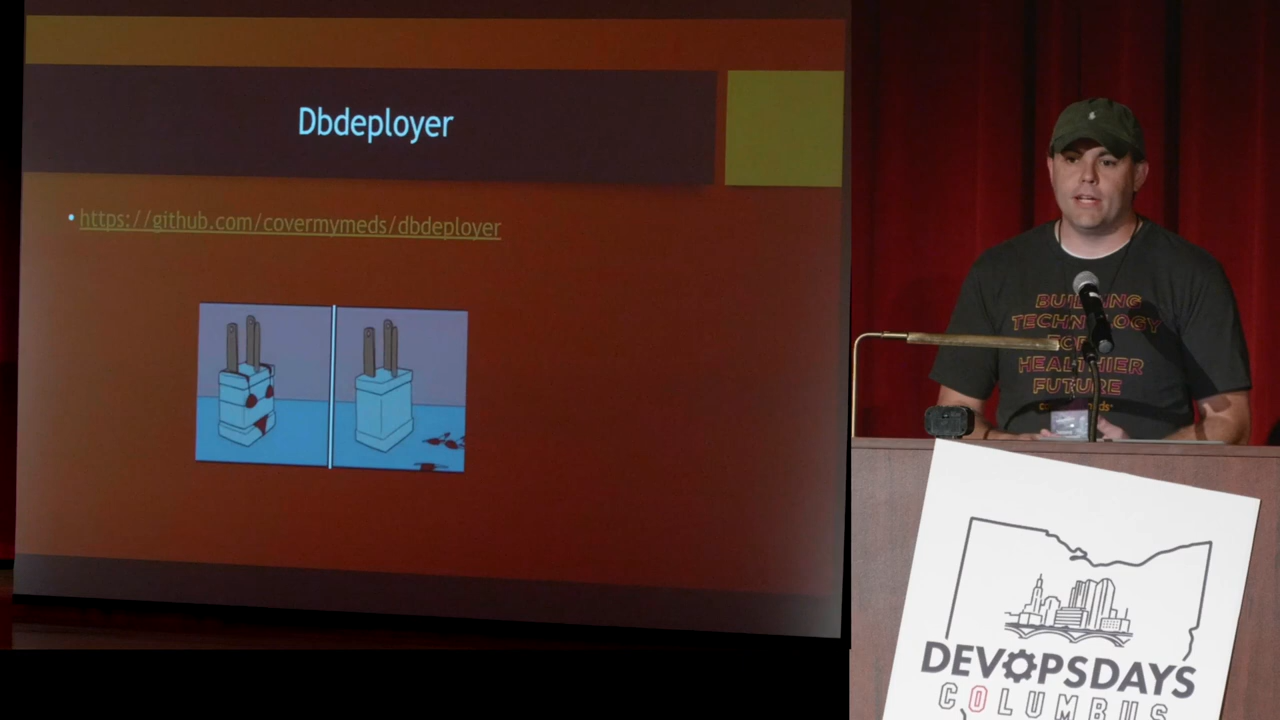 Dbdeployer
• https://github.com/covermymeds/dbdeployer
BUILDING
TECHNOLOGY
FOR
HEALTHIER
FUTURE
DEVOPSDAYS
COLUMBUS